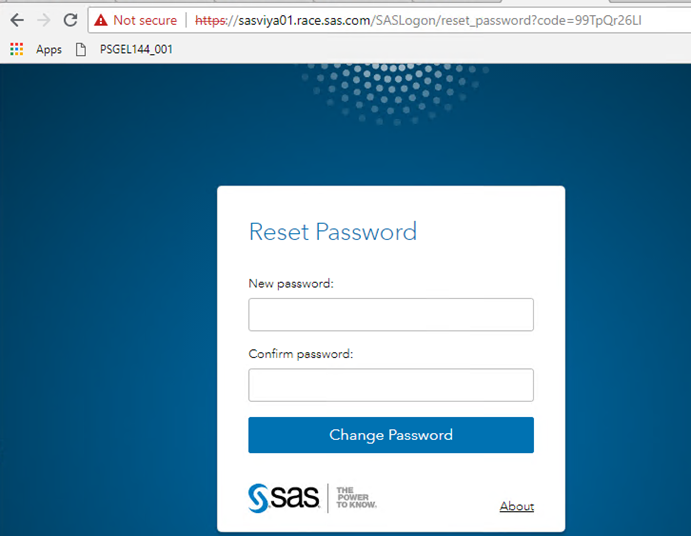 Not secure | https://sasviya01.race.sas.com/SASLogon/reset_password?code=99TpQr26LI
Apps PSGEL144_001
Reset Password
New password:
Confirm password:
Change Password
sas THE
POWER
TO KNOW.
About